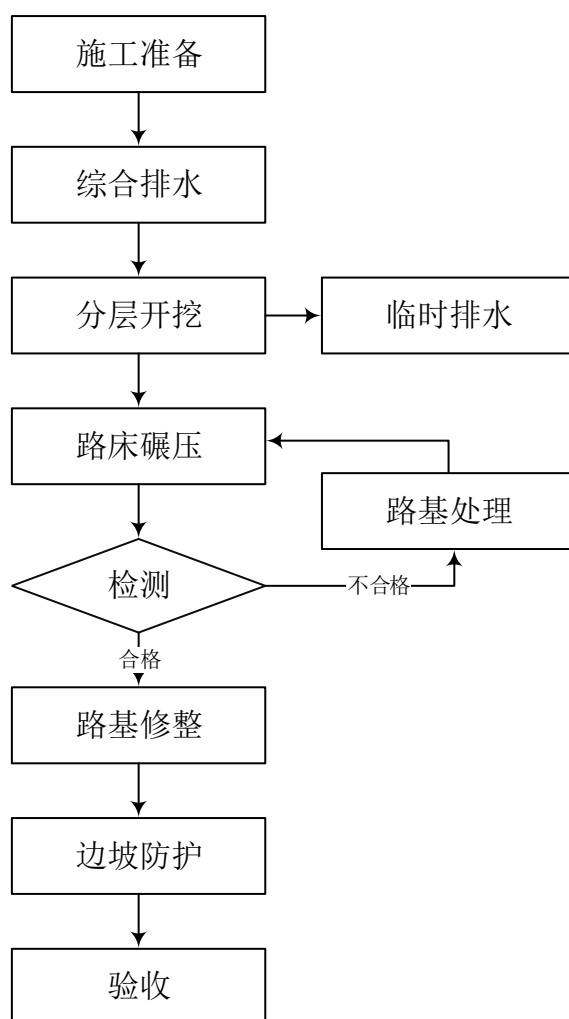 施工准备
综合排水
分层开挖
临时排水
路床碾压
路基处理
检测
不合格
合格
路基修整
边坡防护
验收